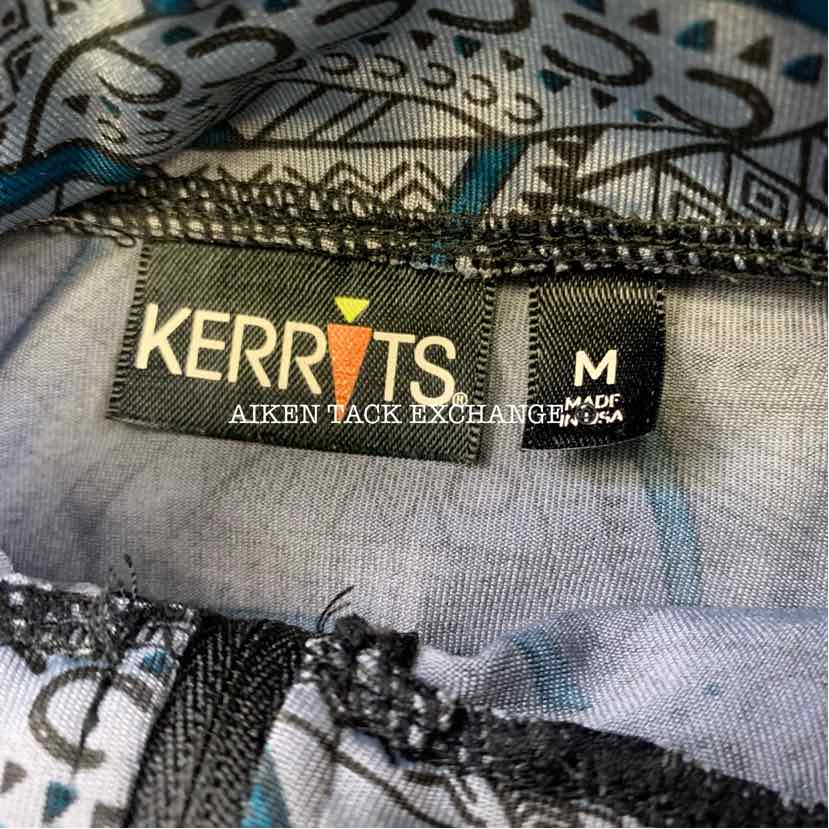 KERRITS®
M
MADE
IN USA
AIKEN TACK EXCHANGE